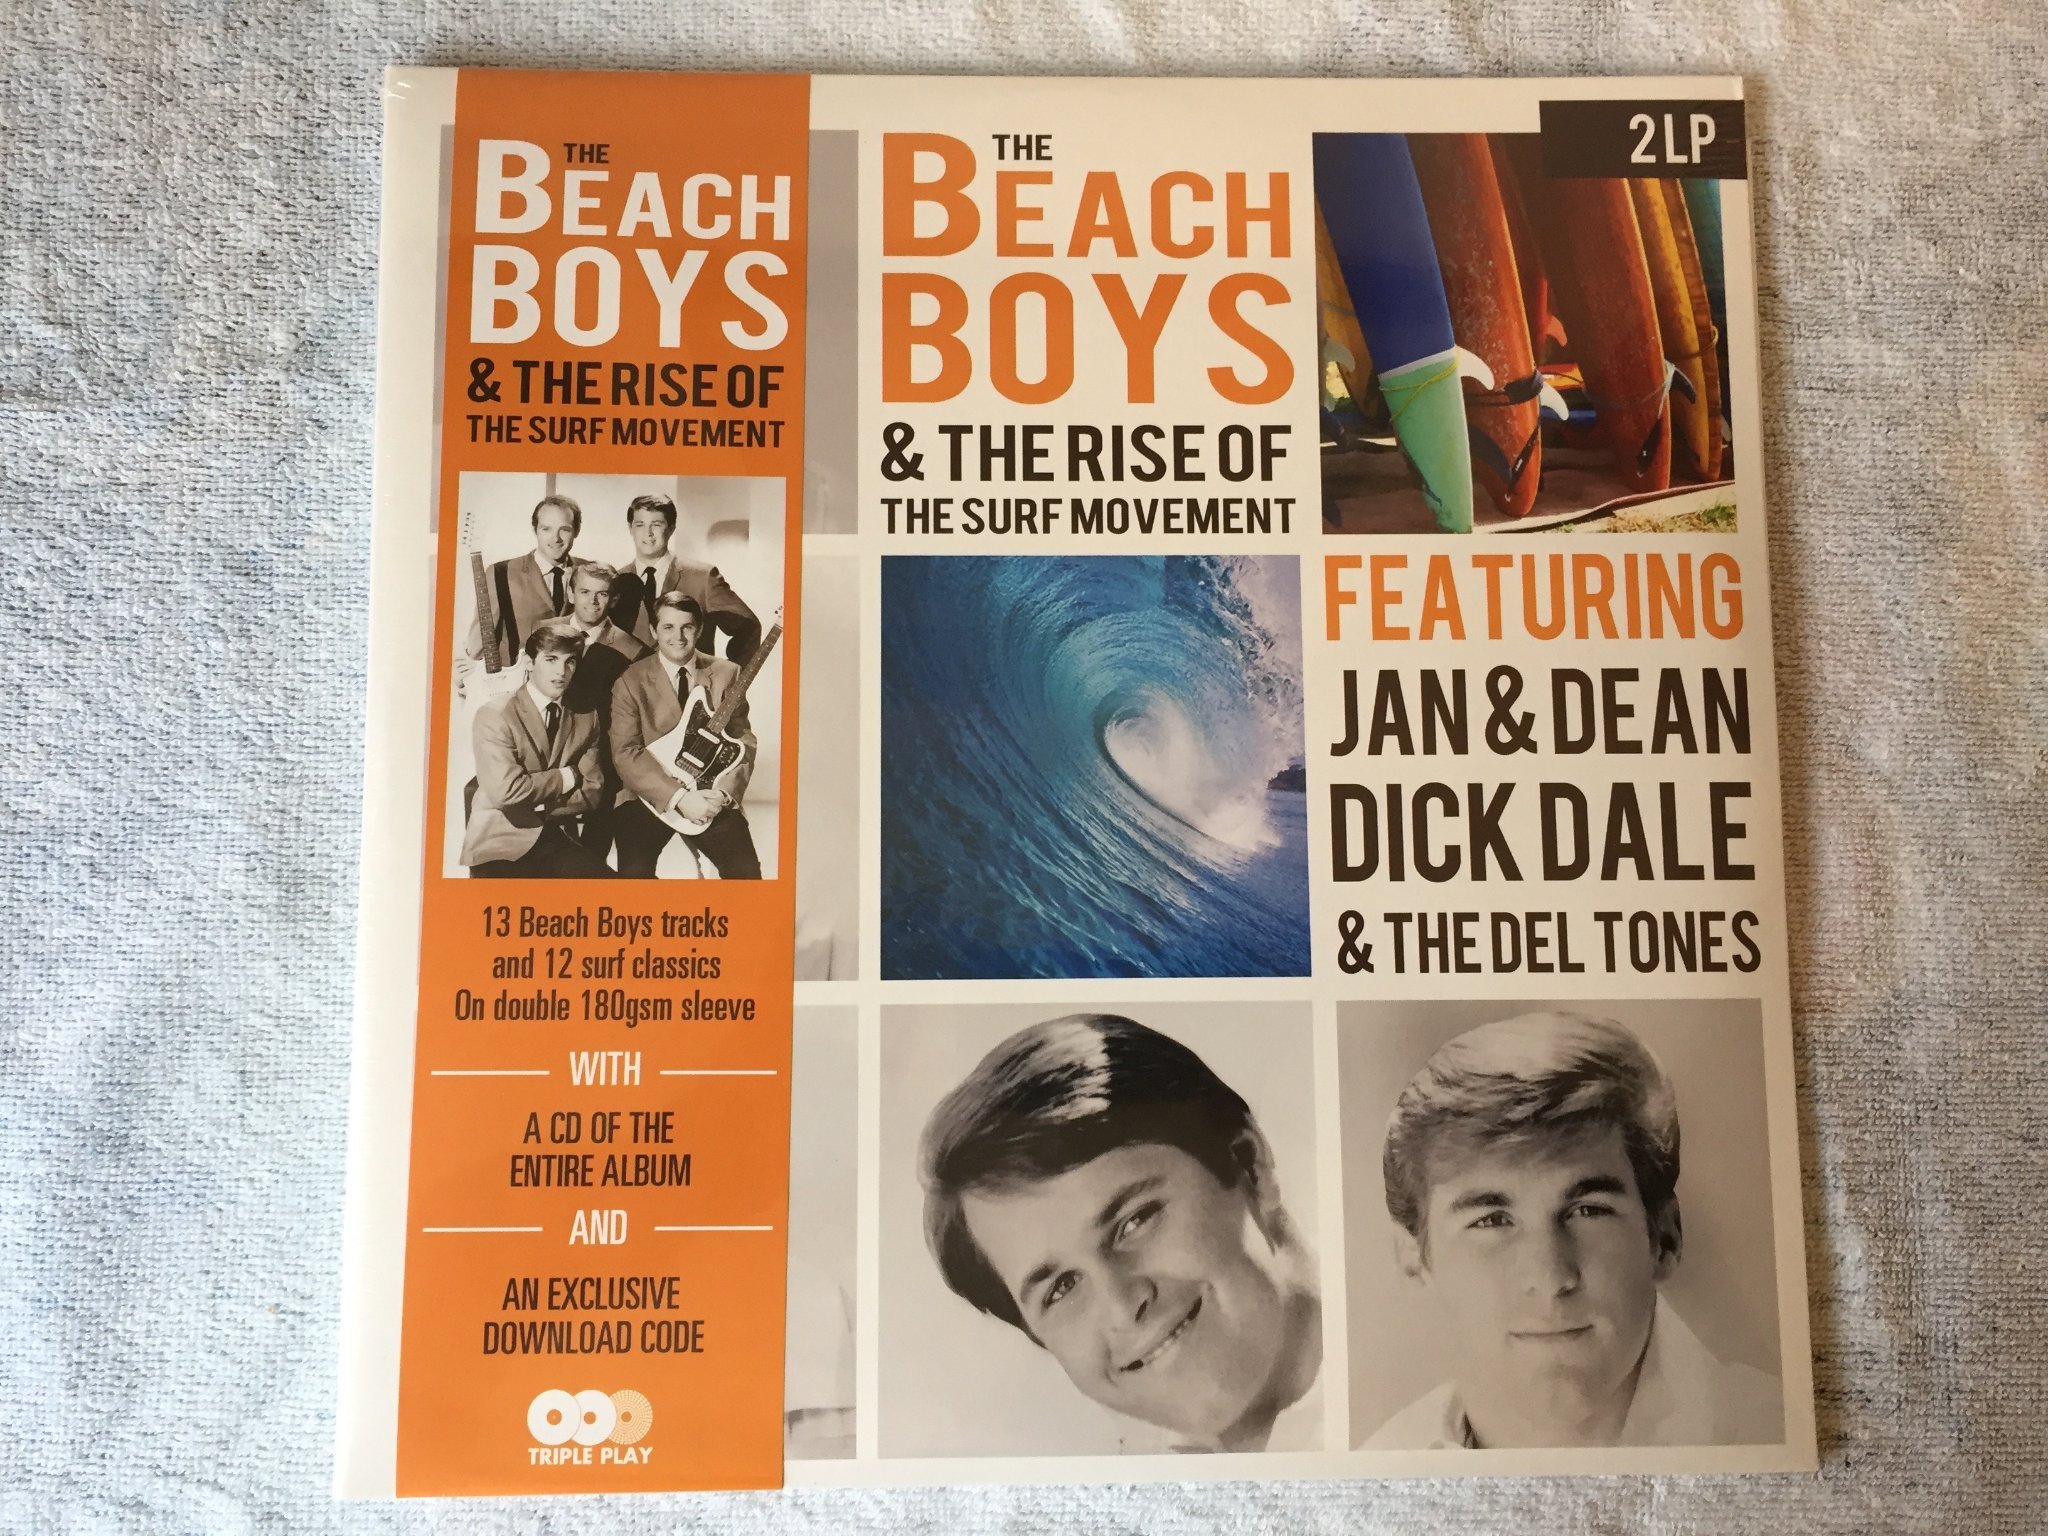 THE
BEACH
BOYS
& THE RISE OF
THE SURF MOVEMENT
13 Beach Boys tracks
and 12 surf classics
On double 180gsm sleeve
WITH
A CD OF THE
ENTIRE ALBUM
AND
AN EXCLUSIVE
DOWNLOAD CODE
TRIPLE PLAY
THE
BEACH
BOYS
& THE RISE OF
THE SURF MOVEMENT
2LP
FEATURING
JAN & DEAN
DICK DALE
& THE DEL TONES